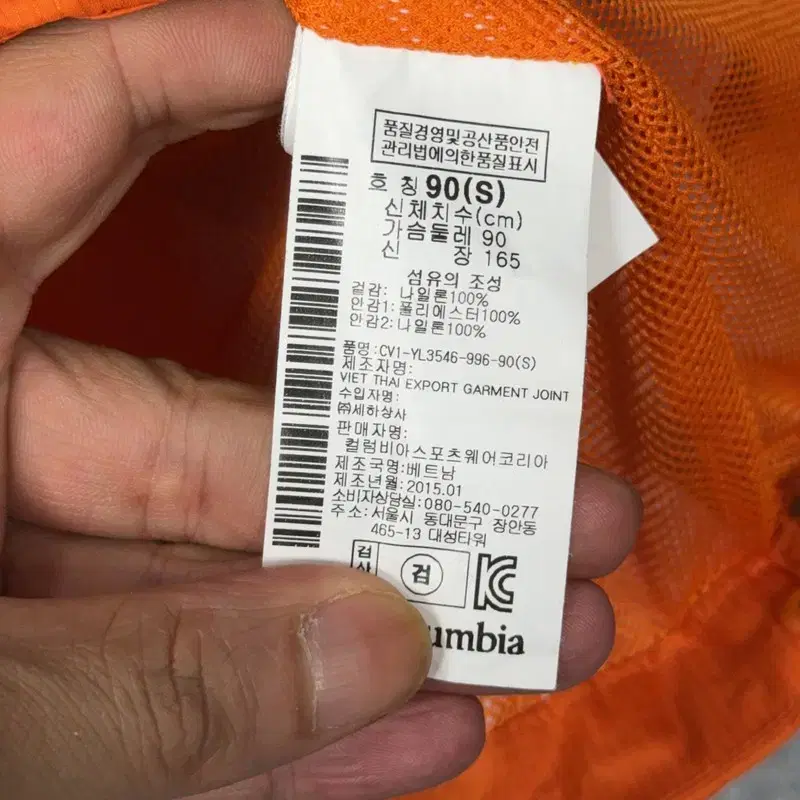 품질경영및공산품안전
관리법에의한품질표시
호 칭 90(S)
신체치수(cm)
가슴둘레 90
신 장 165
섬유의 조성
겉감: 나일론100%
안감1:폴리에스터100%
안감2:나일론100%
품명:CV1-YL3546-996-90(S)
제조자명:
VIET THAI EXPORT GARMENT JOINT
수입자명:
㈜세하상사
판매자명:
컬럼비아스포츠웨어코리아
제조국명:베트남
제조년월:2015.01
소비자상담실:080-540-0277
주소:서울시 동대문구 장안동
465-13 대성타워
검
검